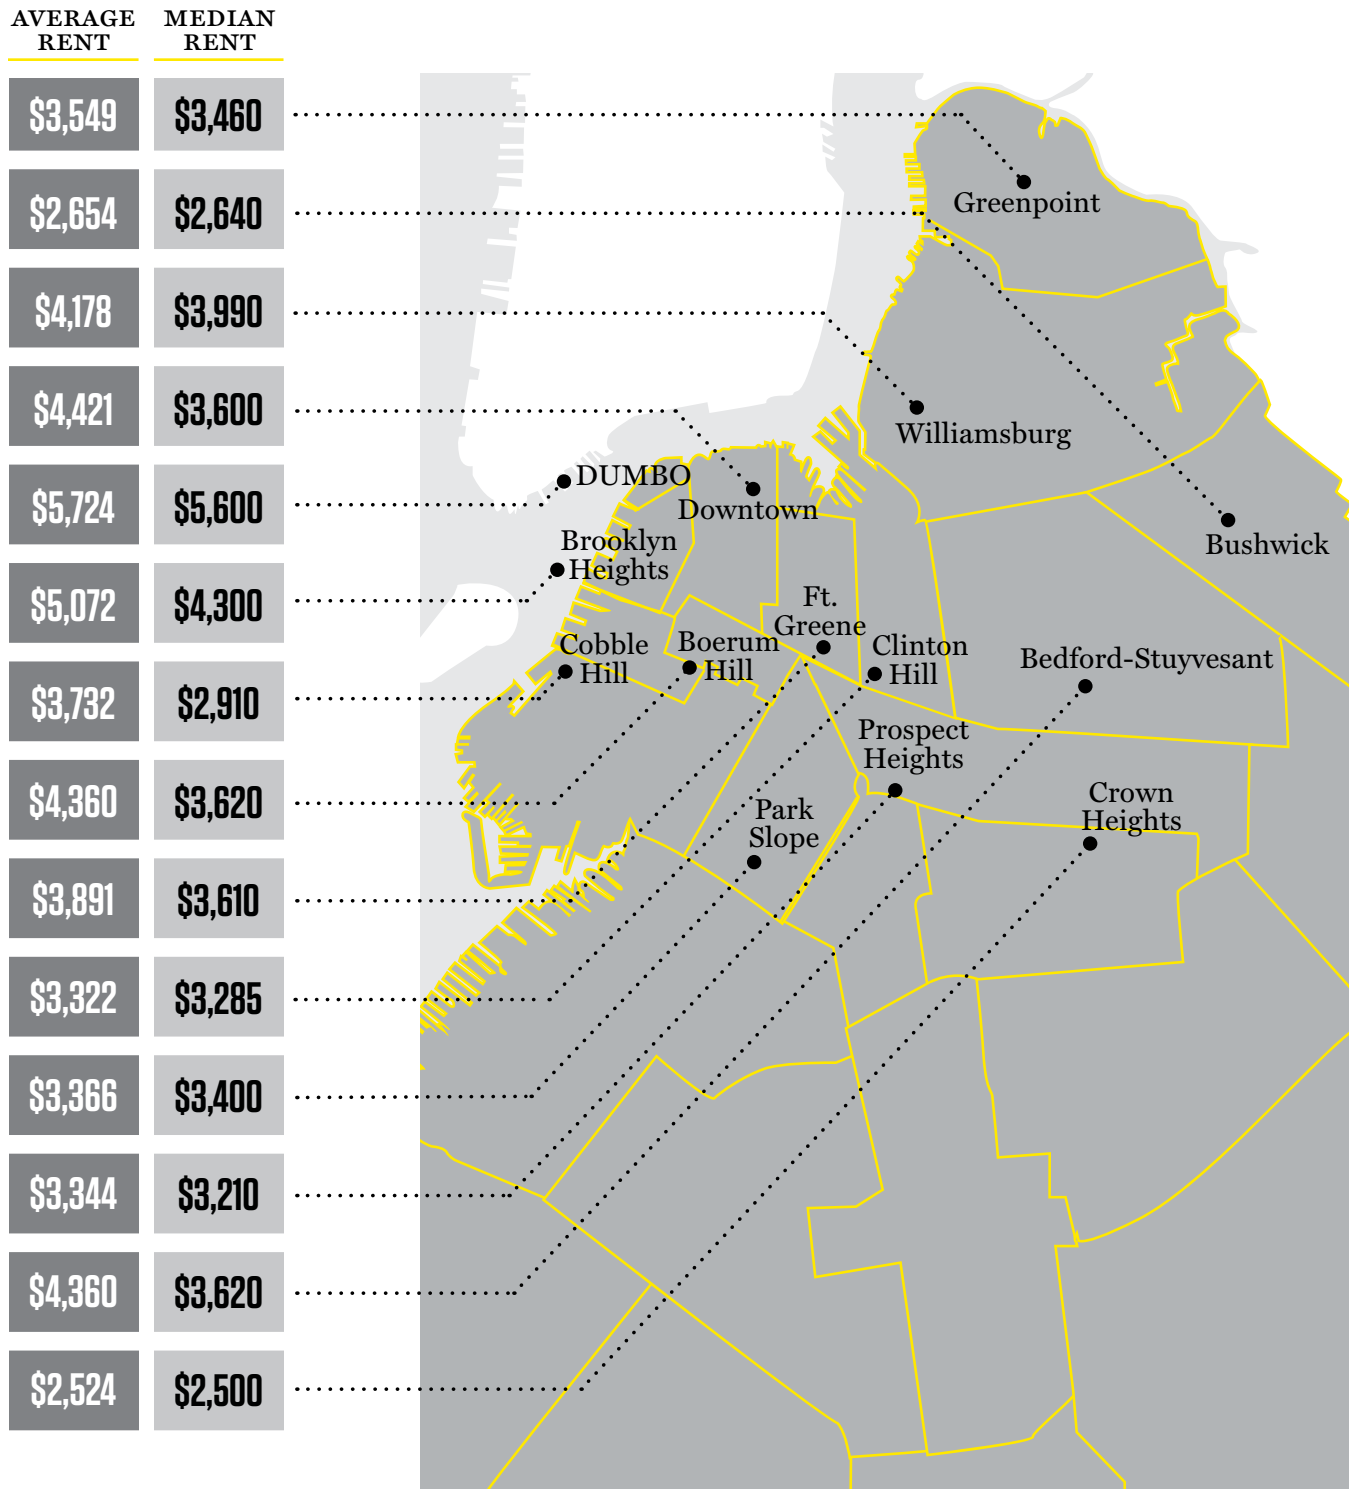 AVERAGE
RENT
MEDIAN
RENT
$3,549 $3,460
$2,654 $2,640
$4,178 $3,990
$4,421 $3,600
$5,724 $5,600
$5,072 $4,300
$3,732 $2,910
$4,360 $3,620
$3,891 $3,610
$3,322 $3,285
$3,366 $3,400
$3,344 $3,210
$4,360 $3,620
$2,524 $2,500
Greenpoint
Williamsburg
DUMBO
Downtown
Bushwick
Brooklyn
Heights
Cobble
Hill
Boerum
Hill
Ft.
Greene
Clinton
Hill
Bedford-Stuyvesant
Prospect
Heights
Park
Slope
Crown
Heights